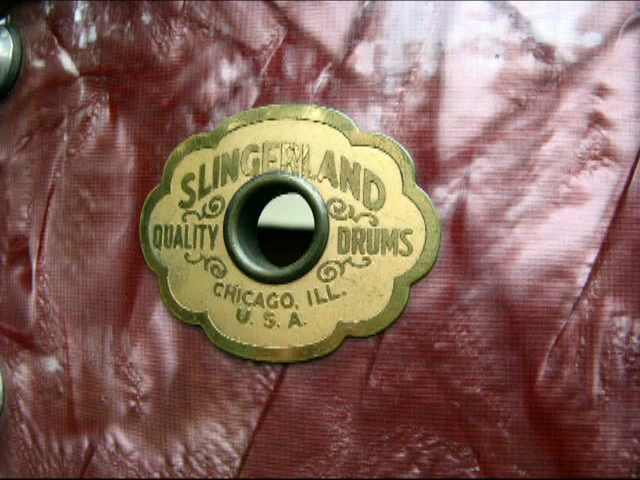 SLINGERLAND
QUALITY DRUMS
CHICAGO, ILL.
U. S. A.